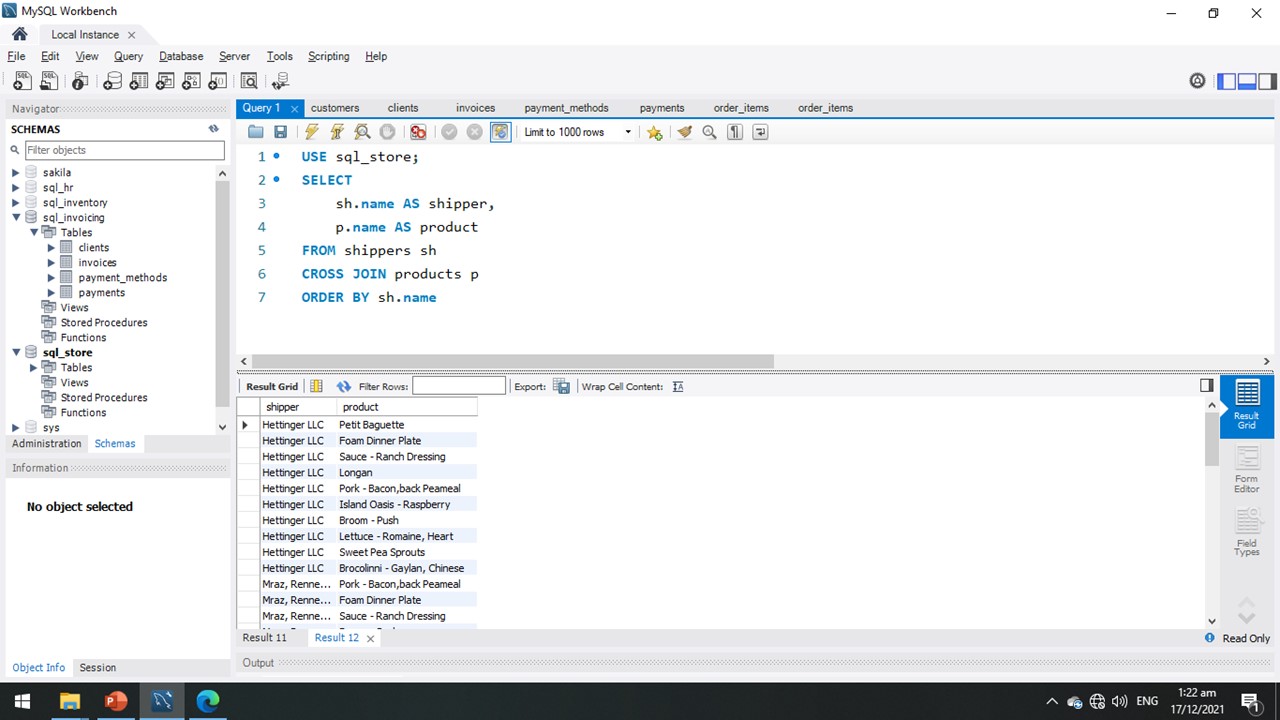 MySQL Workbench
Local Instance
File Edit View Query Database Server Tools Scripting Help
Navigator
SCHEMAS
Filter objects
sakila
sql_hr
sql_inventory
sql_invoicing
Tables
clients
invoices
payment_methods
payments
Views
Stored Procedures
Functions
sql_store
Tables
Views
Stored Procedures
Functions
sys
Administration Schemas
Information
No object selected
Object Info Session
Query 1 customers clients invoices payment_methods payments order_items order_items
Limit to 1000 rows
1 USE sql_store;
2 SELECT
3 sh.name AS shipper,
4 p.name AS product
5 FROM shippers sh
6 CROSS JOIN products p
7 ORDER BY sh.name
Result Grid Filter Rows: Export: Wrap Cell Content:
shipper product
Hettinger LLC Petit Baguette
Hettinger LLC Foam Dinner Plate
Hettinger LLC Sauce - Ranch Dressing
Hettinger LLC Longan
Hettinger LLC Pork - Bacon,back Peameal
Hettinger LLC Island Oasis - Raspberry
Hettinger LLC Broom - Push
Hettinger LLC Lettuce - Romaine, Heart
Hettinger LLC Sweet Pea Sprouts
Hettinger LLC Brocolinni - Gaylan, Chinese
Mraz, Renne... Pork - Bacon,back Peameal
Mraz, Renne... Foam Dinner Plate
Mraz, Renne... Sauce - Ranch Dressing
Result Grid
Form Editor
Field Types
Result 11 Result 12
Read Only
Output
ENG
1:22 am
17/12/2021
1